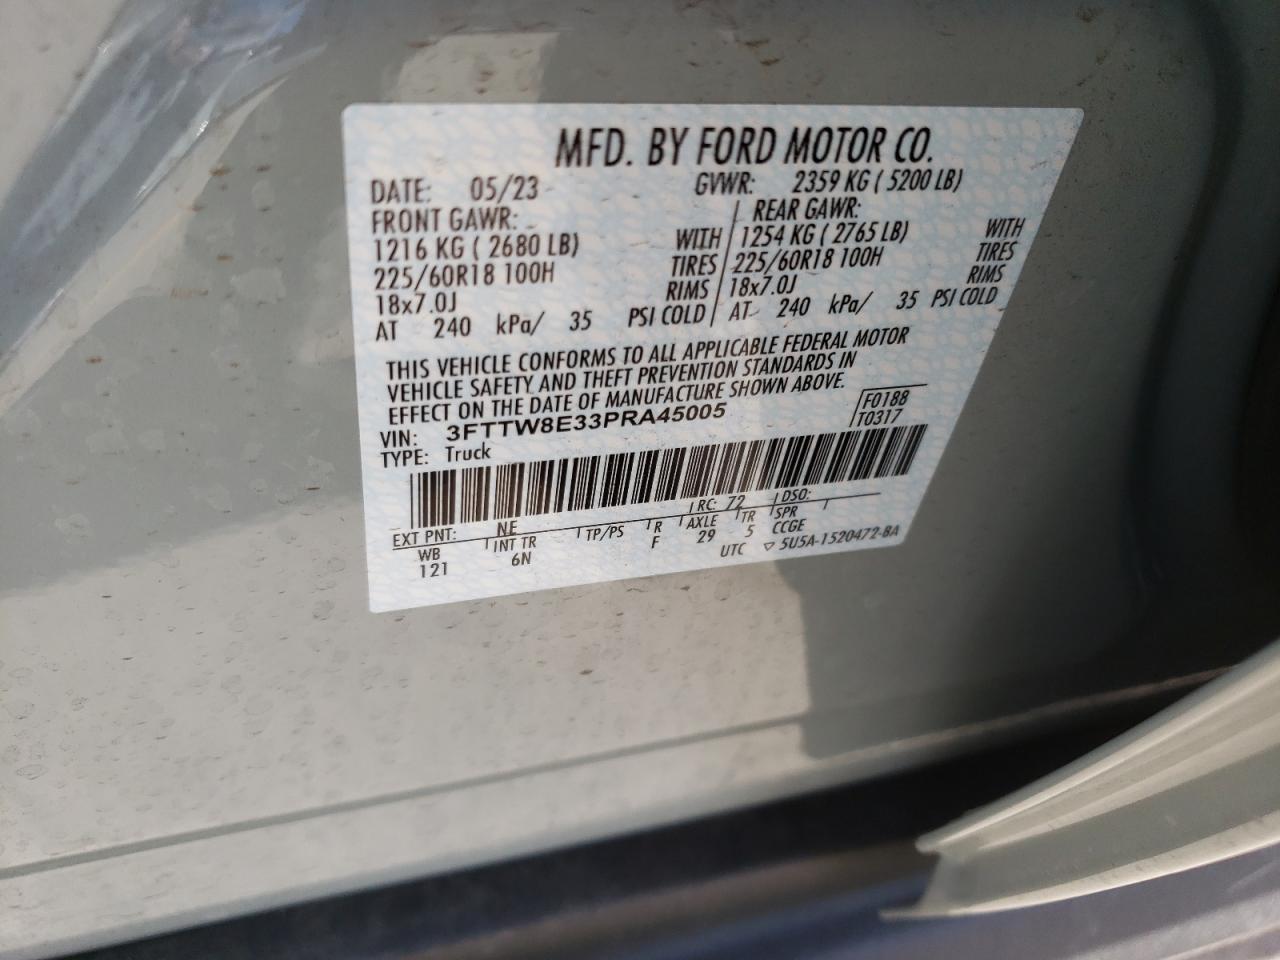 MFD. BY FORD MOTOR CO.
DATE: 05/23 GVWR: 2359 KG ( 5200 LB)
FRONT GAWR: REAR GAWR:
1216 KG ( 2680 LB) WITH 1254 KG ( 2765 LB) WITH
225/60R18 100H TIRES 225/60R18 100H TIRES
18x7.0J RIMS 18x7.0J RIMS
AT 240 kPa/ 35 PSI COLD AT 240 kPa/ 35 PSI COLD
THIS VEHICLE CONFORMS TO ALL APPLICABLE FEDERAL MOTOR
VEHICLE SAFETY AND THEFT PREVENTION STANDARDS IN
EFFECT ON THE DATE OF MANUFACTURE SHOWN ABOVE.
VIN: 3FTTW8E33PRA45005 F0188
TYPE: Truck T0317
EXT PNT: NE RC: 72 DSO:
WB INT TR TP/PS R AXLE TR SPR
121 6N F 29 5 CCGE
UTC ▽ 5U5A-1520472-BA